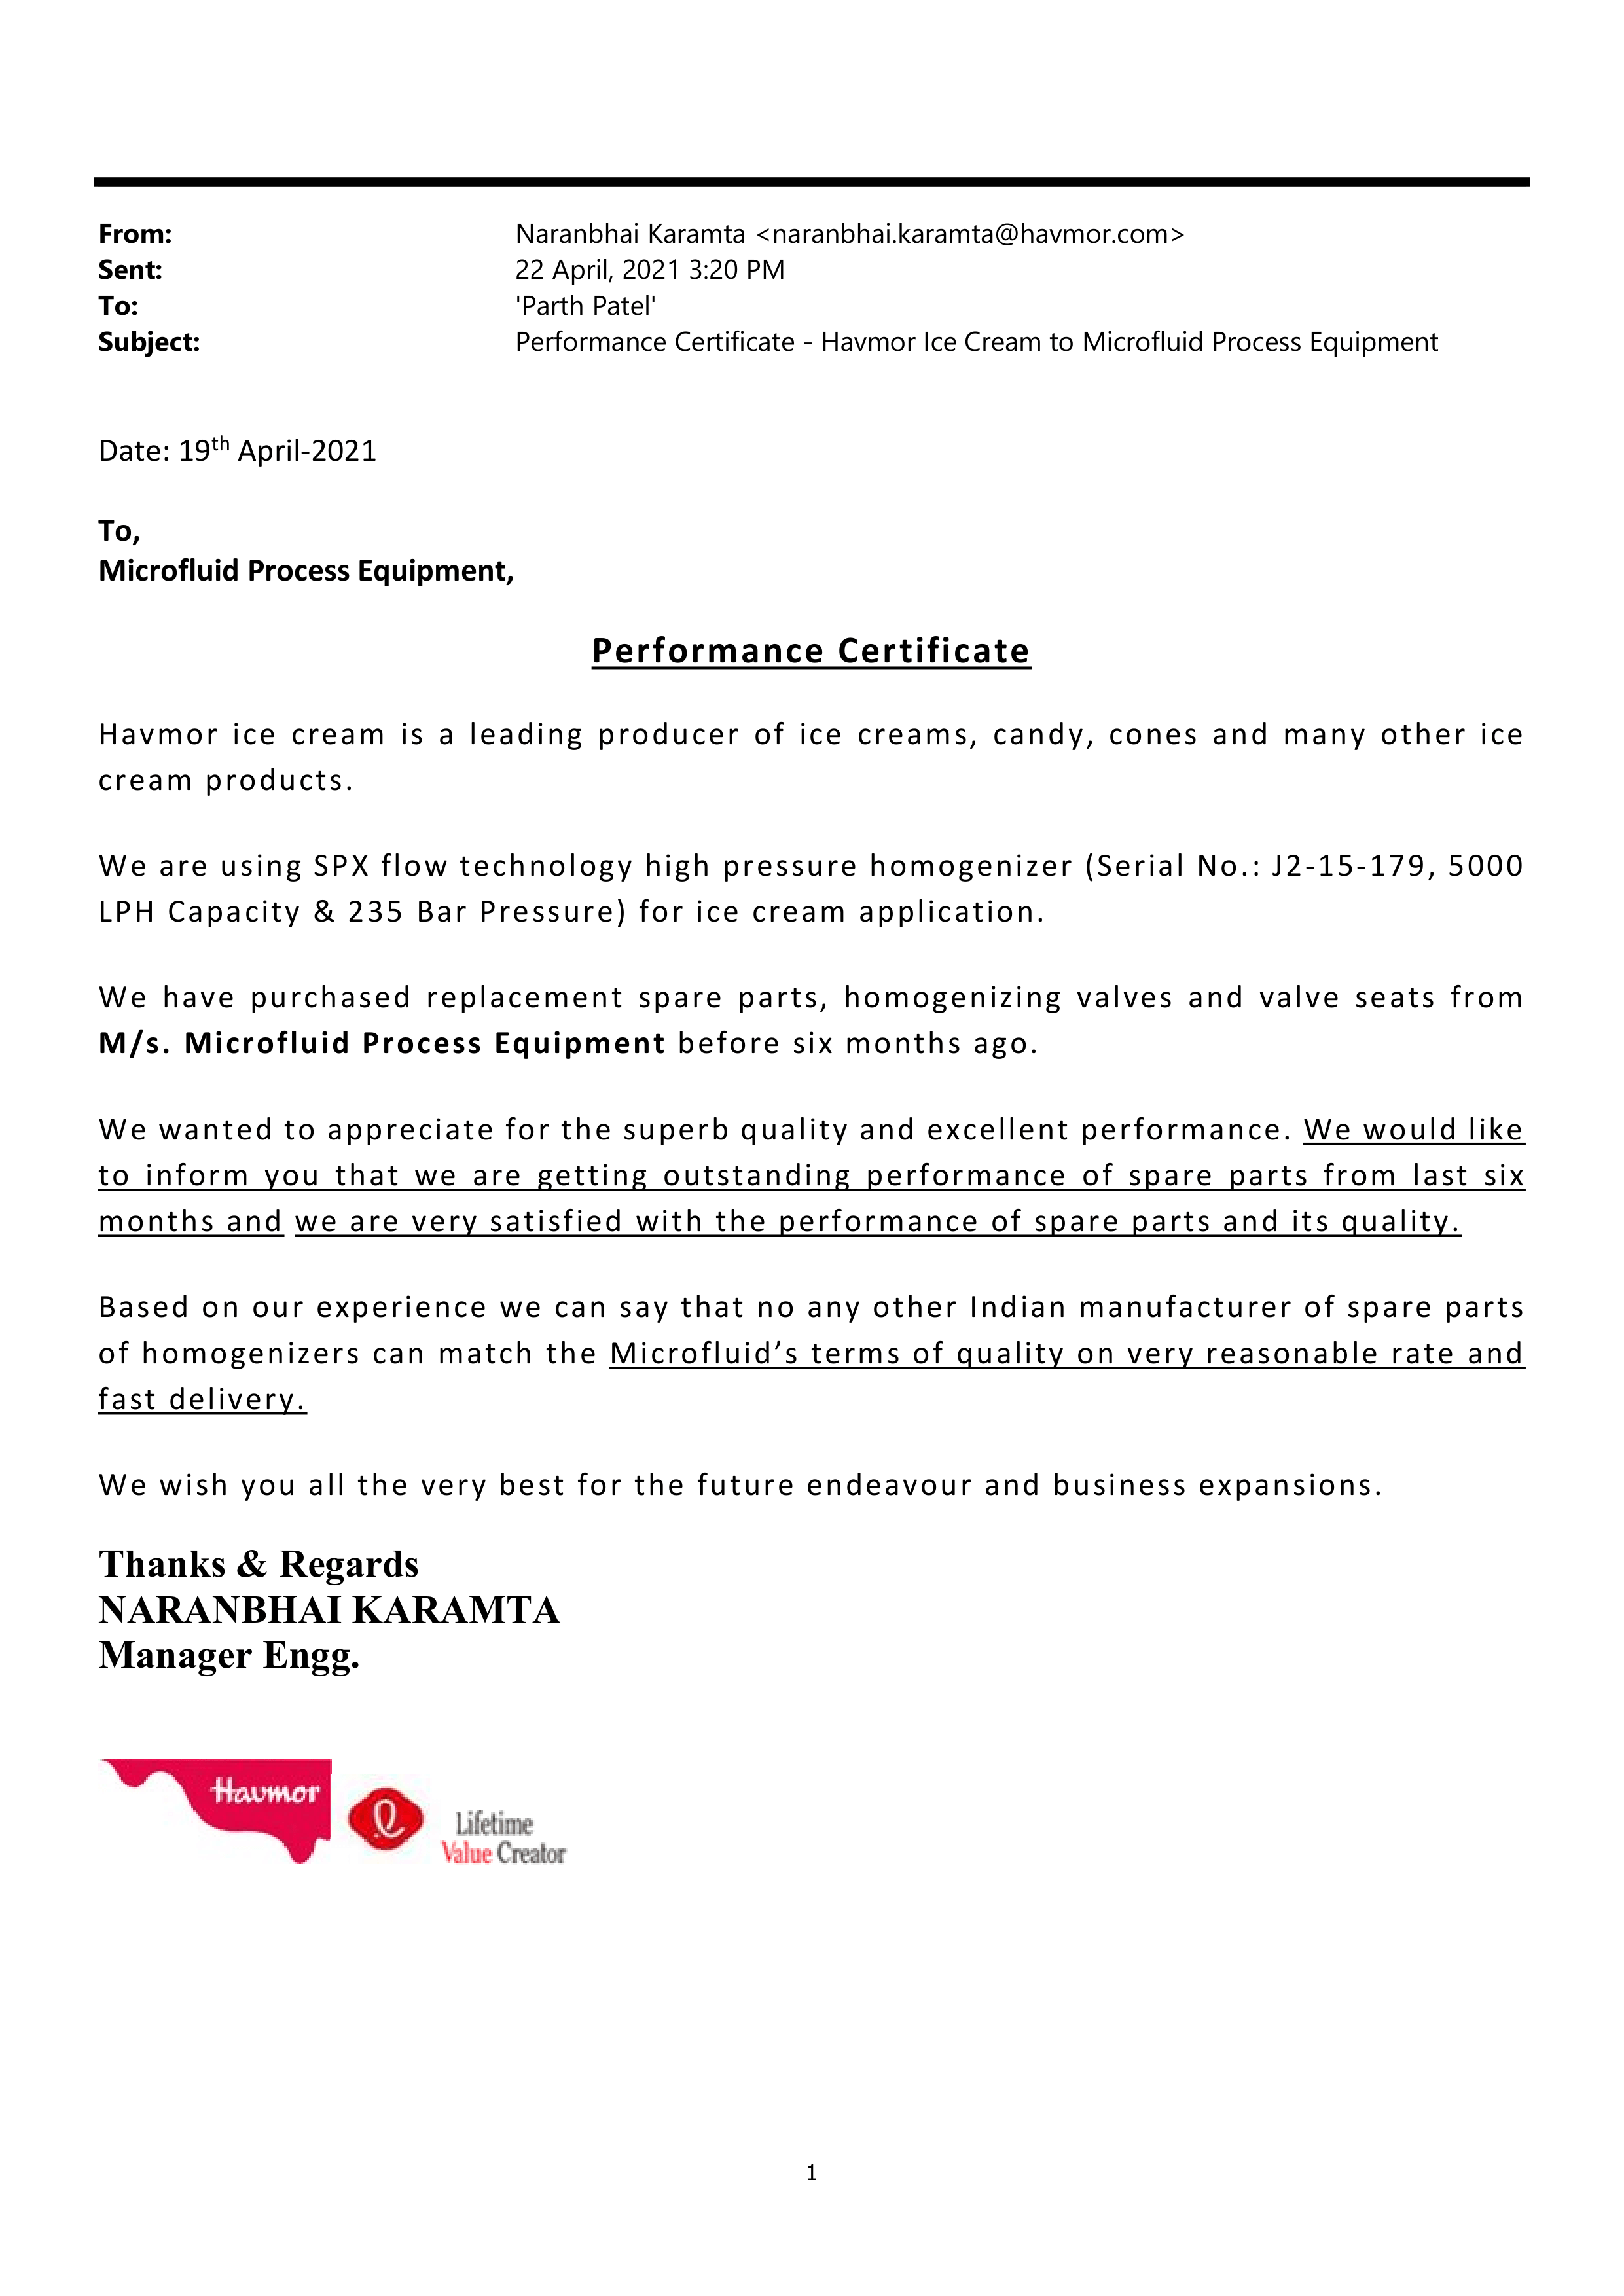 From: Naranbhai Karamta <naranbhai.karamta@havmor.com>
Sent: 22 April, 2021 3:20 PM
To: 'Parth Patel'
Subject: Performance Certificate - Havmor Ice Cream to Microfluid Process Equipment
Date: 19th April-2021
To,
Microfluid Process Equipment,
Performance Certificate
Havmor ice cream is a leading producer of ice creams, candy, cones and many other ice
cream products.
We are using SPX flow technology high pressure homogenizer (Serial No.: J2-15-179, 5000
LPH Capacity & 235 Bar Pressure) for ice cream application.
We have purchased replacement spare parts, homogenizing valves and valve seats from
M/s. Microfluid Process Equipment before six months ago.
We wanted to appreciate for the superb quality and excellent performance. We would like
to inform you that we are getting outstanding performance of spare parts from last six
months and we are very satisfied with the performance of spare parts and its quality.
Based on our experience we can say that no any other Indian manufacturer of spare parts
of homogenizers can match the Microfluid’s terms of quality on very reasonable rate and
fast delivery.
We wish you all the very best for the future endeavour and business expansions.
Thanks & Regards
NARANBHAI KARAMTA
Manager Engg.
Havmor
Lifetime
Value Creator
1